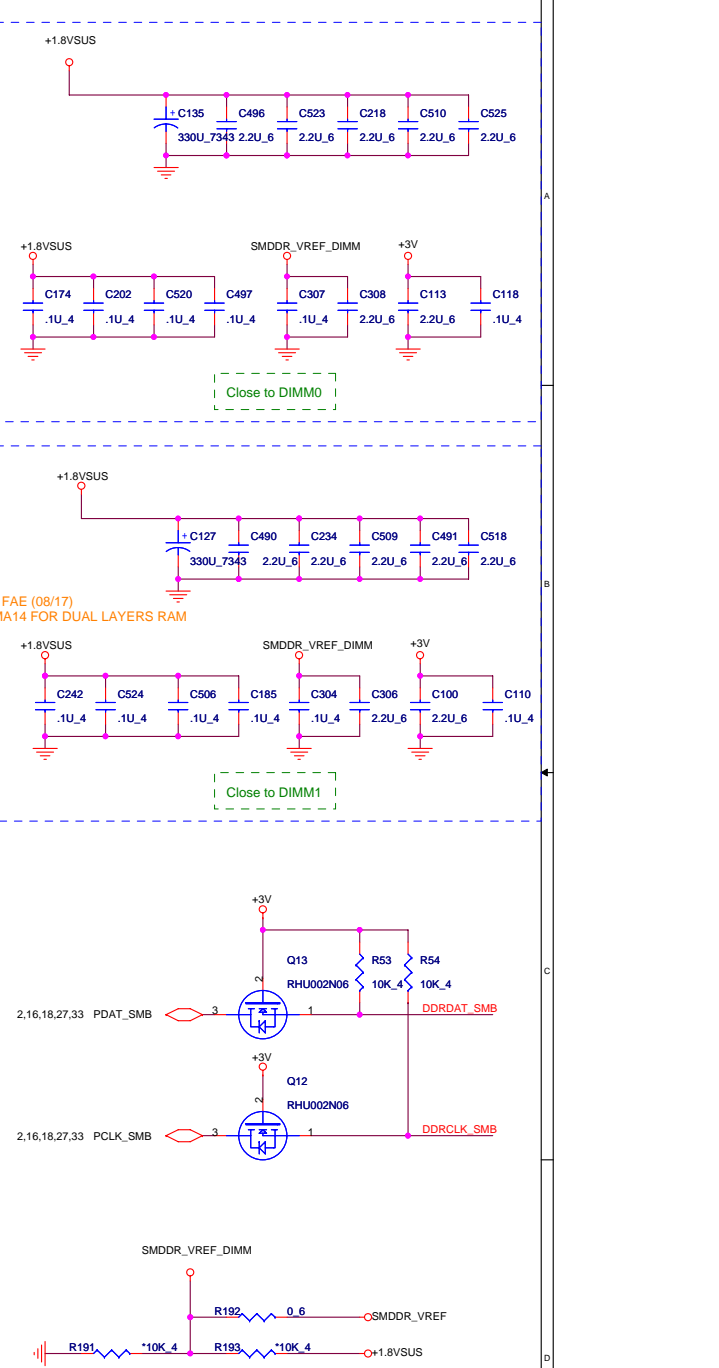 +1.8VSUS
C135 C496 C523 C218 C510 C525
330U_7343 2.2U_6 2.2U_6 2.2U_6 2.2U_6 2.2U_6
A
+1.8VSUS SMDDR_VREF_DIMM +3V
C174 C202 C520 C497 C307 C308 C113 C118
.1U_4 .1U_4 .1U_4 .1U_4 .1U_4 2.2U_6 2.2U_6 .1U_4
Close to DIMM0
+1.8VSUS
C127 C490 C234 C509 C491 C518
330U_7343 2.2U_6 2.2U_6 2.2U_6 2.2U_6 2.2U_6
B
FAE (08/17)
MA14 FOR DUAL LAYERS RAM
+1.8VSUS SMDDR_VREF_DIMM +3V
C242 C524 C506 C185 C304 C306 C100 C110
.1U_4 .1U_4 .1U_4 .1U_4 .1U_4 2.2U_6 2.2U_6 .1U_4
Close to DIMM1
+3V
Q13 R53 R54
C
2 RHU002N06 10K_4 10K_4
2,16,18,27,33 PDAT_SMB 3 1 DDRDAT_SMB
+3V
Q12
2 RHU002N06
2,16,18,27,33 PCLK_SMB 3 1 DDRCLK_SMB
SMDDR_VREF_DIMM
R192 0_6 SMDDR_VREF
R191 *10K_4 R193 *10K_4 +1.8VSUS
D